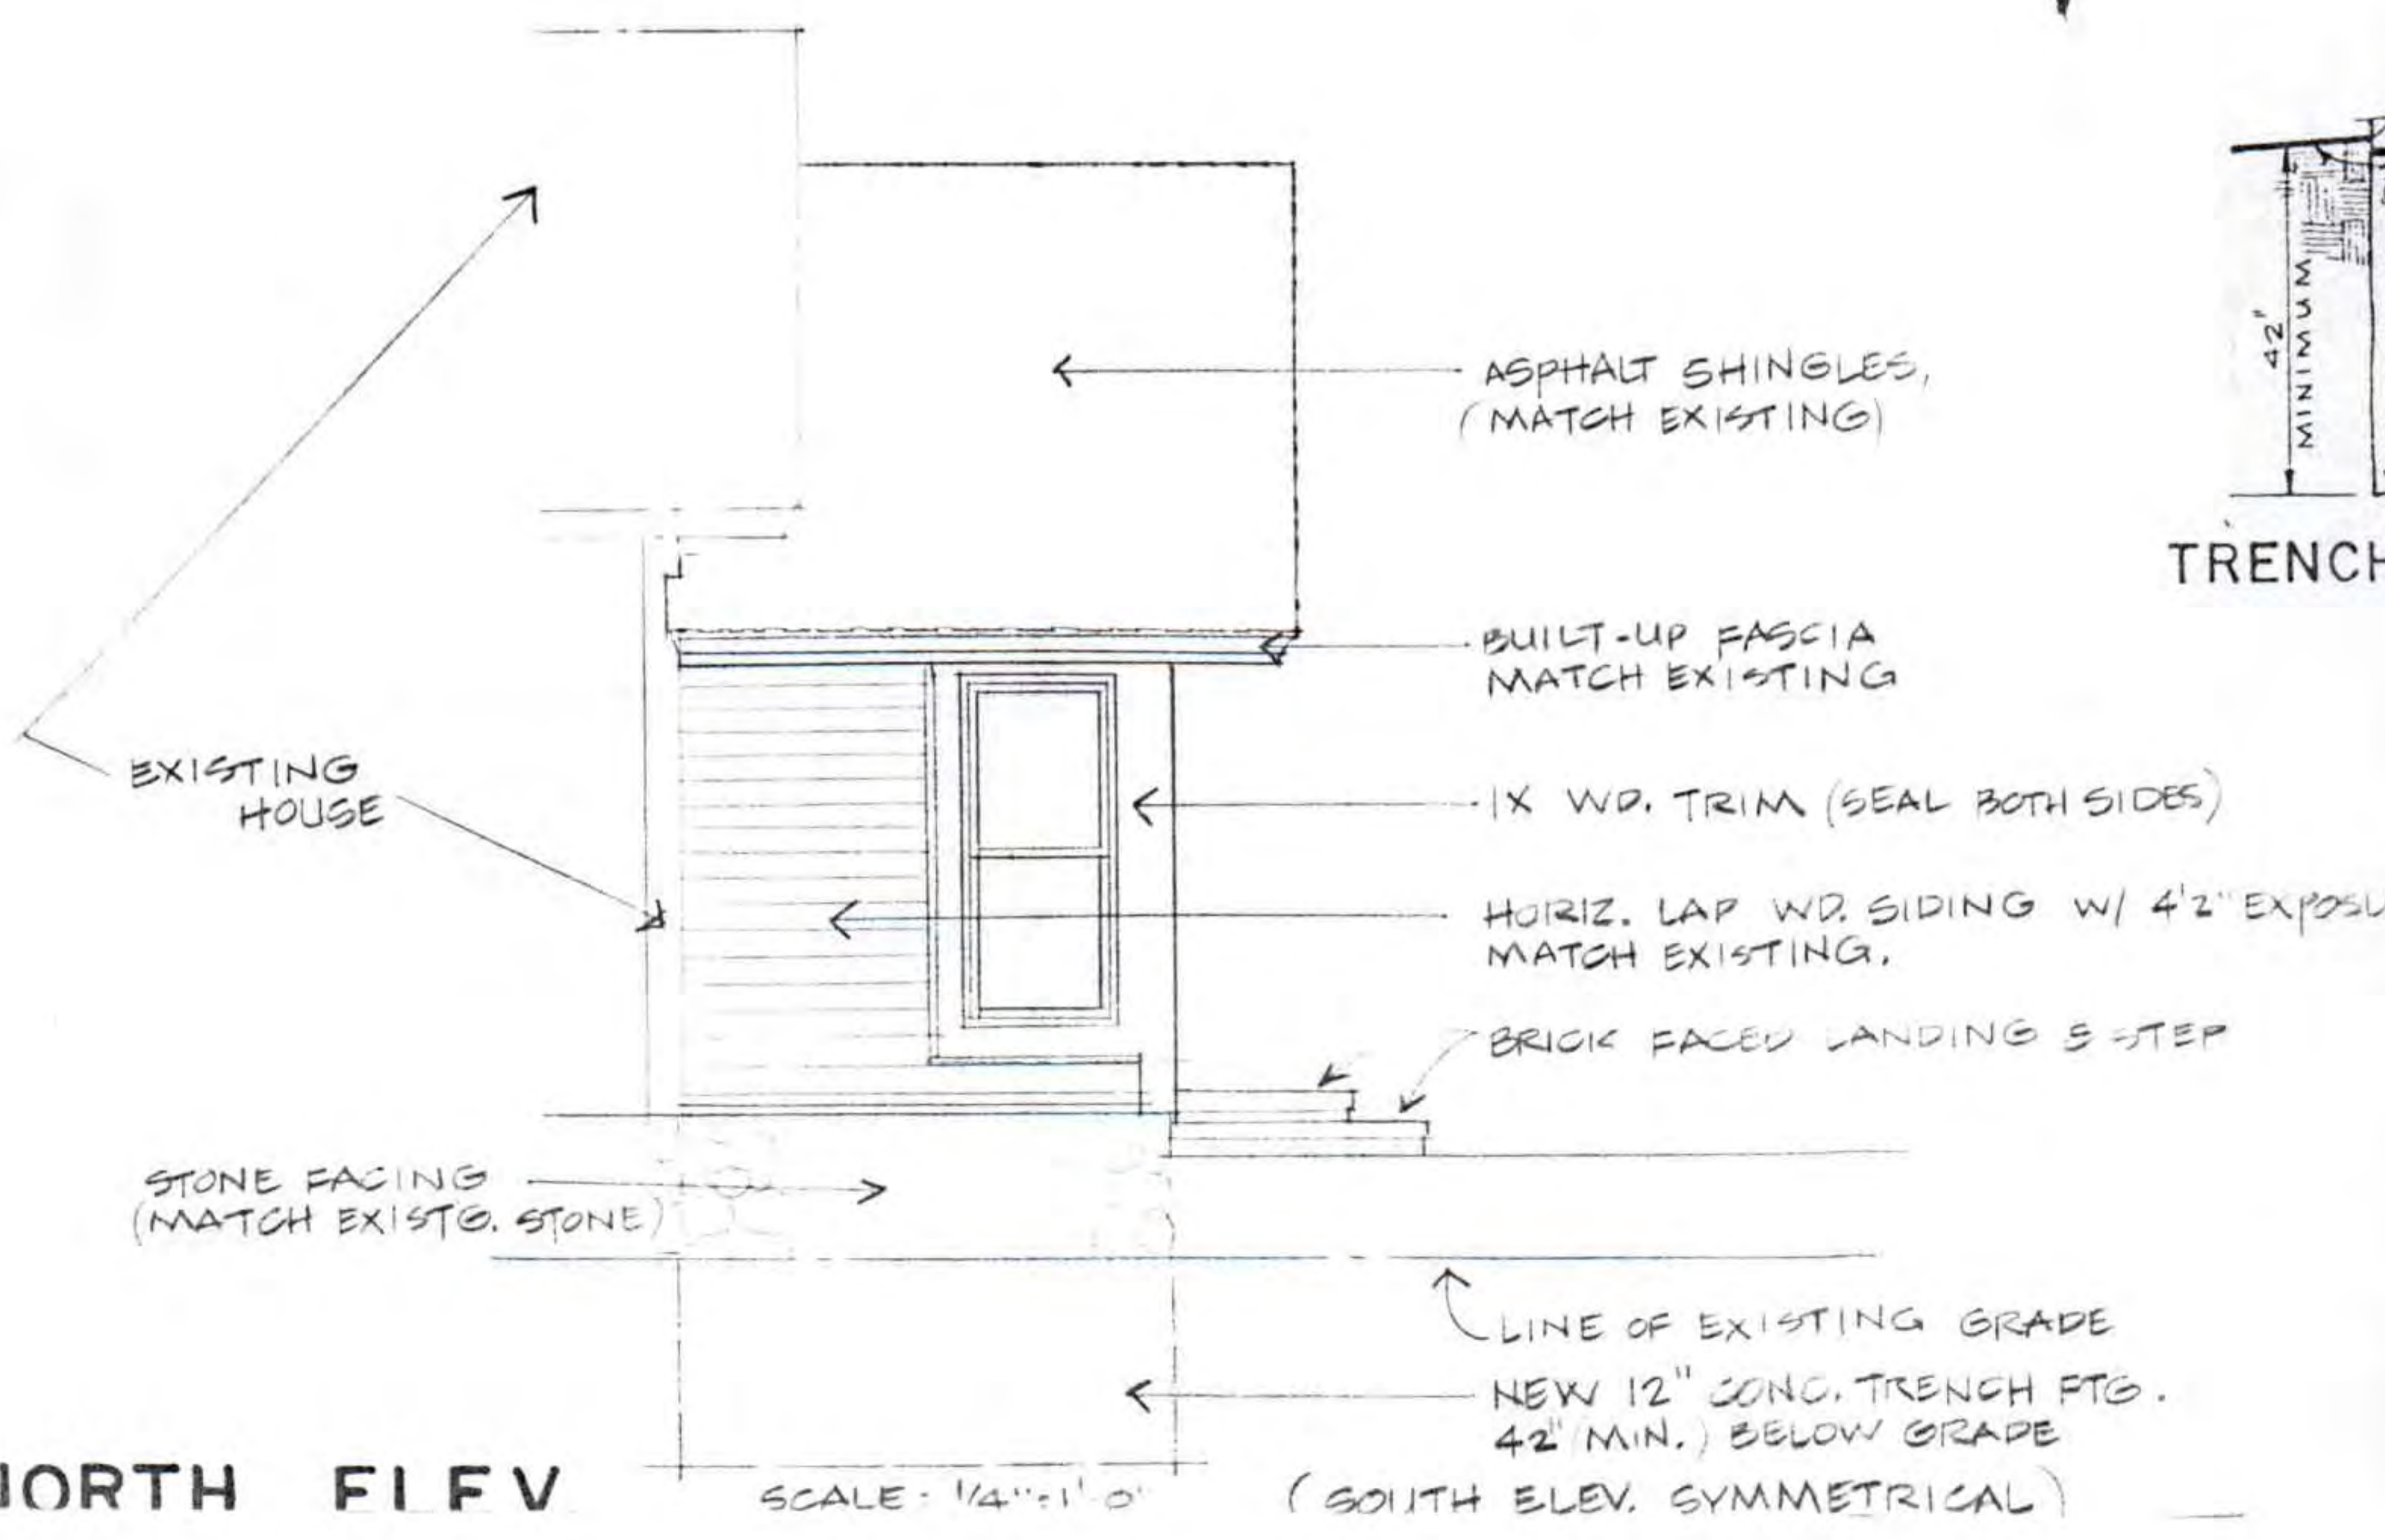 42"
MINIMUM
TRENCH
ASPHALT SHINGLES,
(MATCH EXISTING)
BUILT-UP FASCIA
MATCH EXISTING
EXISTING
HOUSE
1X WD. TRIM (SEAL BOTH SIDES)
HORIZ. LAP WD. SIDING W/ 4'2" EXPOSU
MATCH EXISTING.
BRICK FACED LANDING & STEP
STONE FACING
(MATCH EXISTG. STONE)
LINE OF EXISTING GRADE
NEW 12" CONC. TRENCH FTG.
42" (MIN.) BELOW GRADE
NORTH ELEV
SCALE - 1/4"=1'-0"
(SOUTH ELEV. SYMMETRICAL)